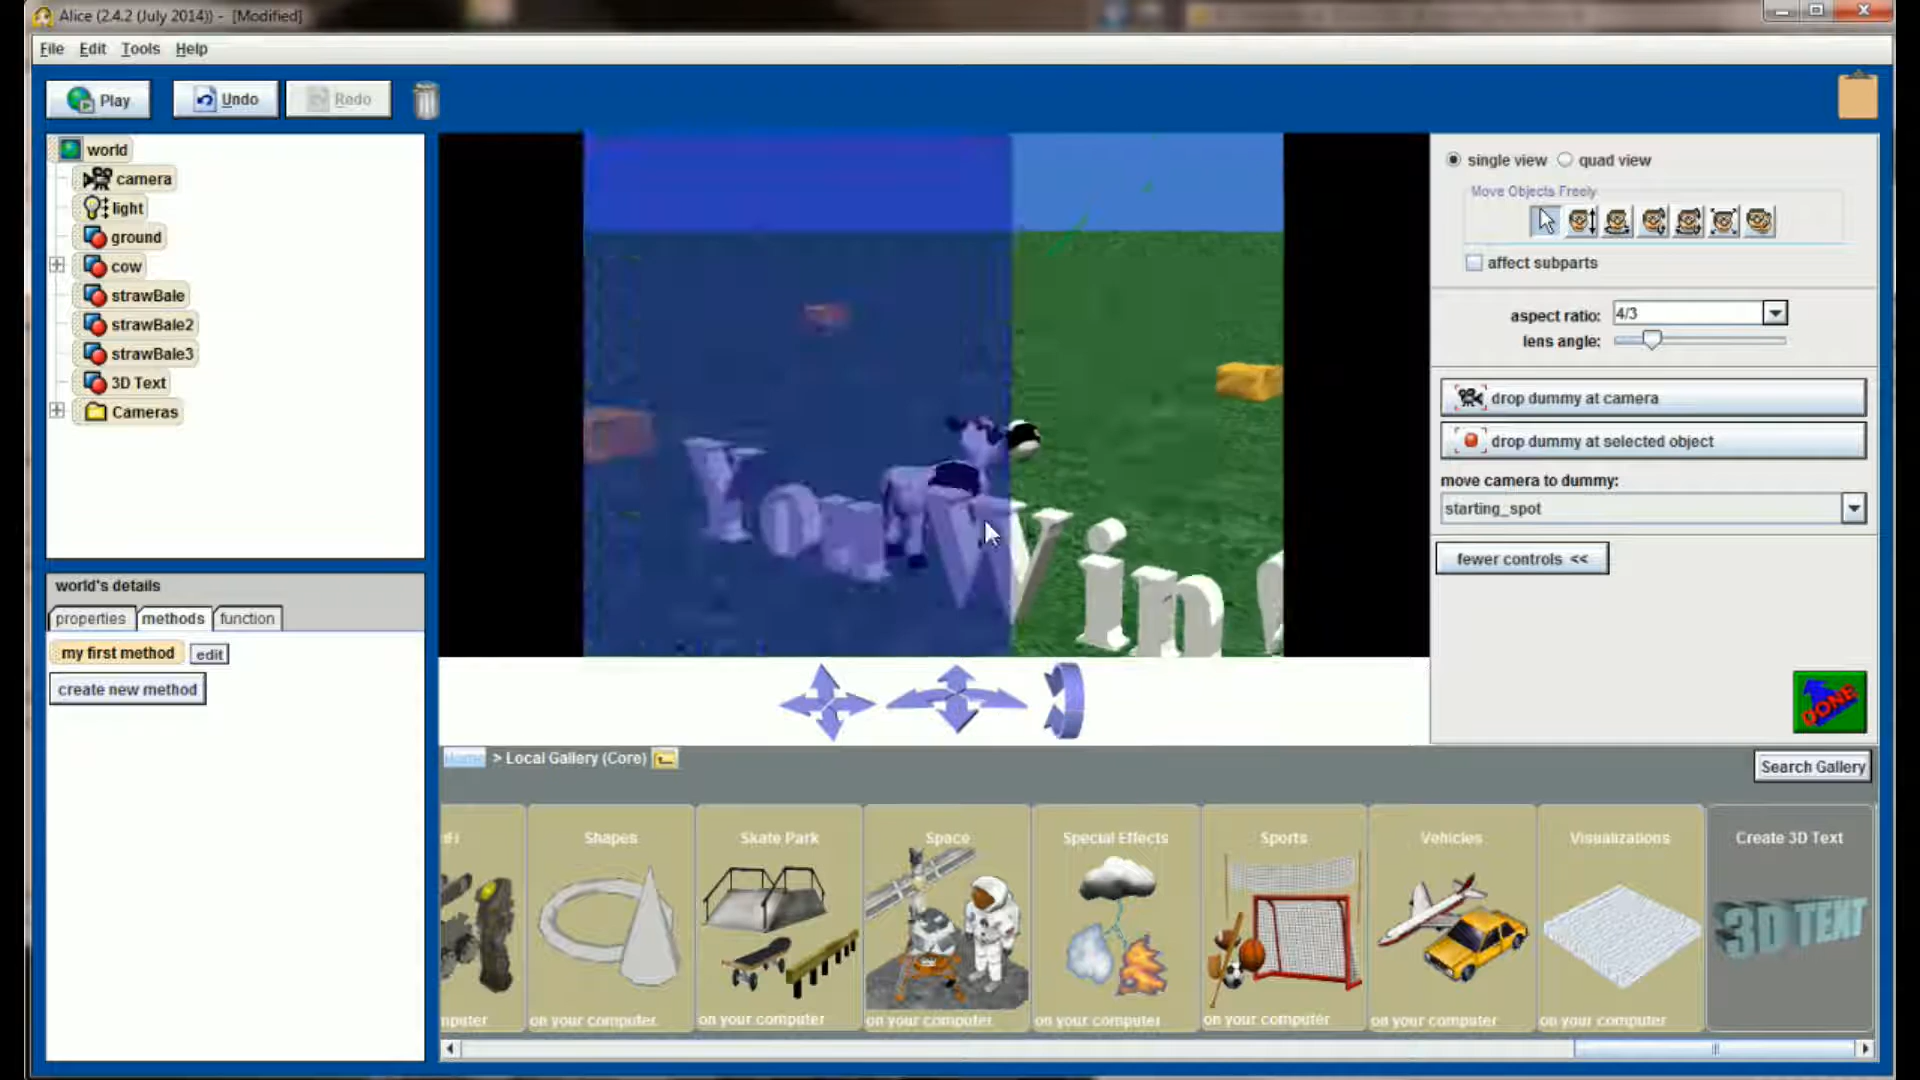 Alice (2.4.2 (July 2014)) - [Modified]
File Edit Tools Help
Play Undo Redo
world
camera
light
ground
cow
strawBale
strawBale2
strawBale3
3D Text
Cameras
world's details
properties methods function
my first method edit
create new method
You Win
single view quad view
Move Objects Freely
affect subparts
aspect ratio: 4/3
lens angle:
drop dummy at camera
drop dummy at selected object
move camera to dummy:
starting_spot
fewer controls <<
DONE
Home > Local Gallery (Core)
Search Gallery
Shapes Skate Park Space Special Effects Sports Vehicles Visualizations Create 3D Text
3D TEXT
on your computer on your computer on your computer on your computer on your computer on your computer on your computer